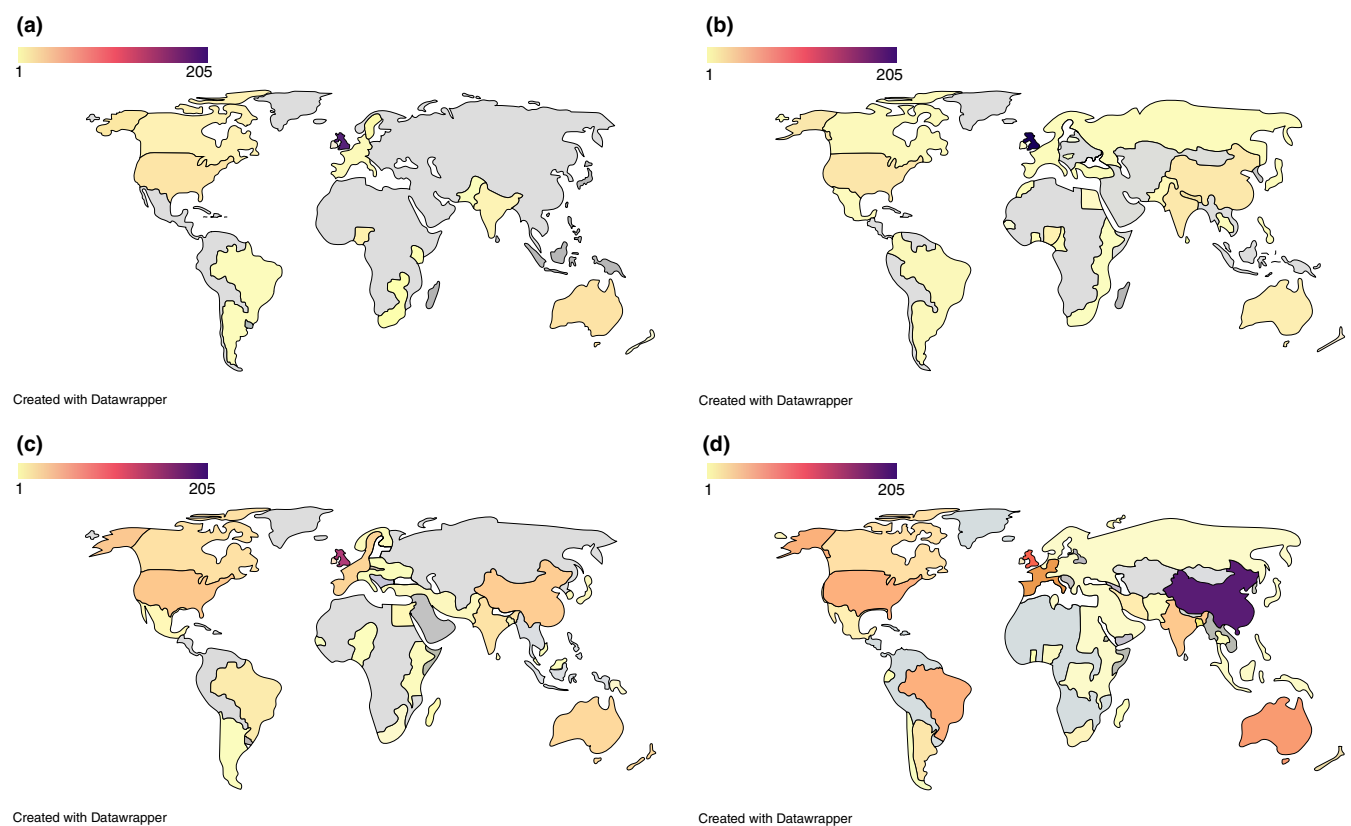 (a)
1 205
Created with Datawrapper
(b)
1 205
Created with Datawrapper
(c)
1 205
Created with Datawrapper
(d)
1 205
Created with Datawrapper